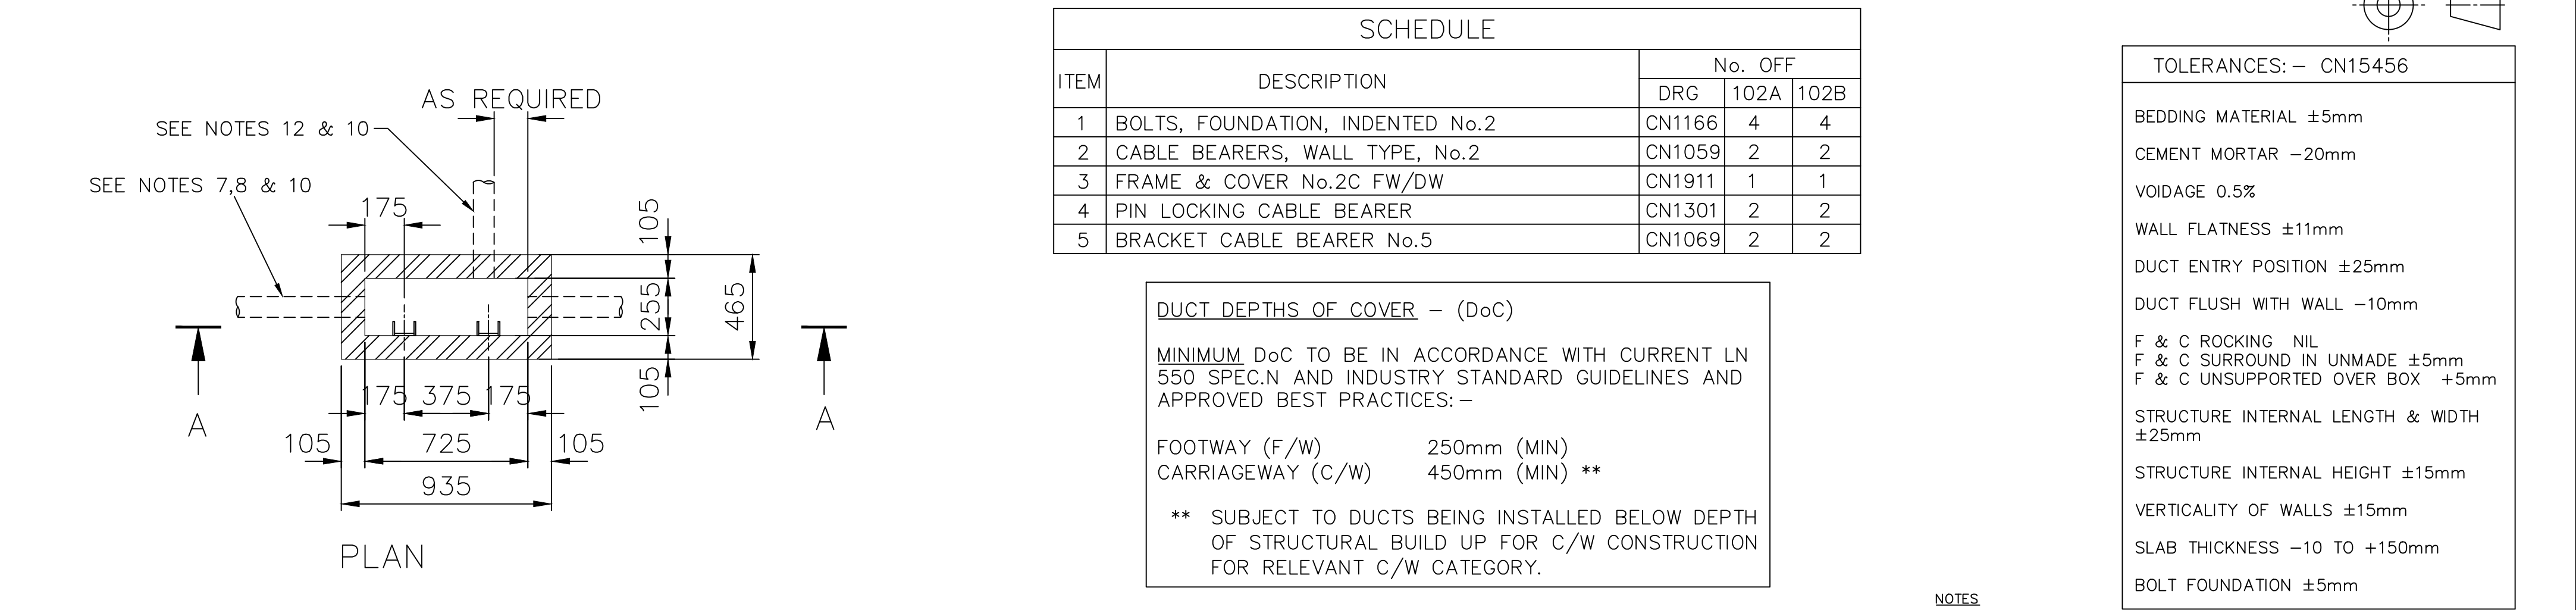 AS REQUIRED
SEE NOTES 12 & 10
SEE NOTES 7,8 & 10
175
105
255
465
105
175 375 175
A
A
105 725 105
935
PLAN
SCHEDULE
ITEM DESCRIPTION No. OFF
DRG 102A 102B
1 BOLTS, FOUNDATION, INDENTED No.2 CN1166 4 4
2 CABLE BEARERS, WALL TYPE, No.2 CN1059 2 2
3 FRAME & COVER No.2C FW/DW CN1911 1 1
4 PIN LOCKING CABLE BEARER CN1301 2 2
5 BRACKET CABLE BEARER No.5 CN1069 2 2
DUCT DEPTHS OF COVER – (DoC)
MINIMUM DoC TO BE IN ACCORDANCE WITH CURRENT LN
550 SPEC.N AND INDUSTRY STANDARD GUIDELINES AND
APPROVED BEST PRACTICES:–
FOOTWAY (F/W) 250mm (MIN)
CARRIAGEWAY (C/W) 450mm (MIN) **
** SUBJECT TO DUCTS BEING INSTALLED BELOW DEPTH
OF STRUCTURAL BUILD UP FOR C/W CONSTRUCTION
FOR RELEVANT C/W CATEGORY.
NOTES
TOLERANCES:– CN15456
BEDDING MATERIAL ±5mm
CEMENT MORTAR –20mm
VOIDAGE 0.5%
WALL FLATNESS ±11mm
DUCT ENTRY POSITION ±25mm
DUCT FLUSH WITH WALL –10mm
F & C ROCKING NIL
F & C SURROUND IN UNMADE ±5mm
F & C UNSUPPORTED OVER BOX +5mm
STRUCTURE INTERNAL LENGTH & WIDTH
±25mm
STRUCTURE INTERNAL HEIGHT ±15mm
VERTICALITY OF WALLS ±15mm
SLAB THICKNESS –10 TO +150mm
BOLT FOUNDATION ±5mm